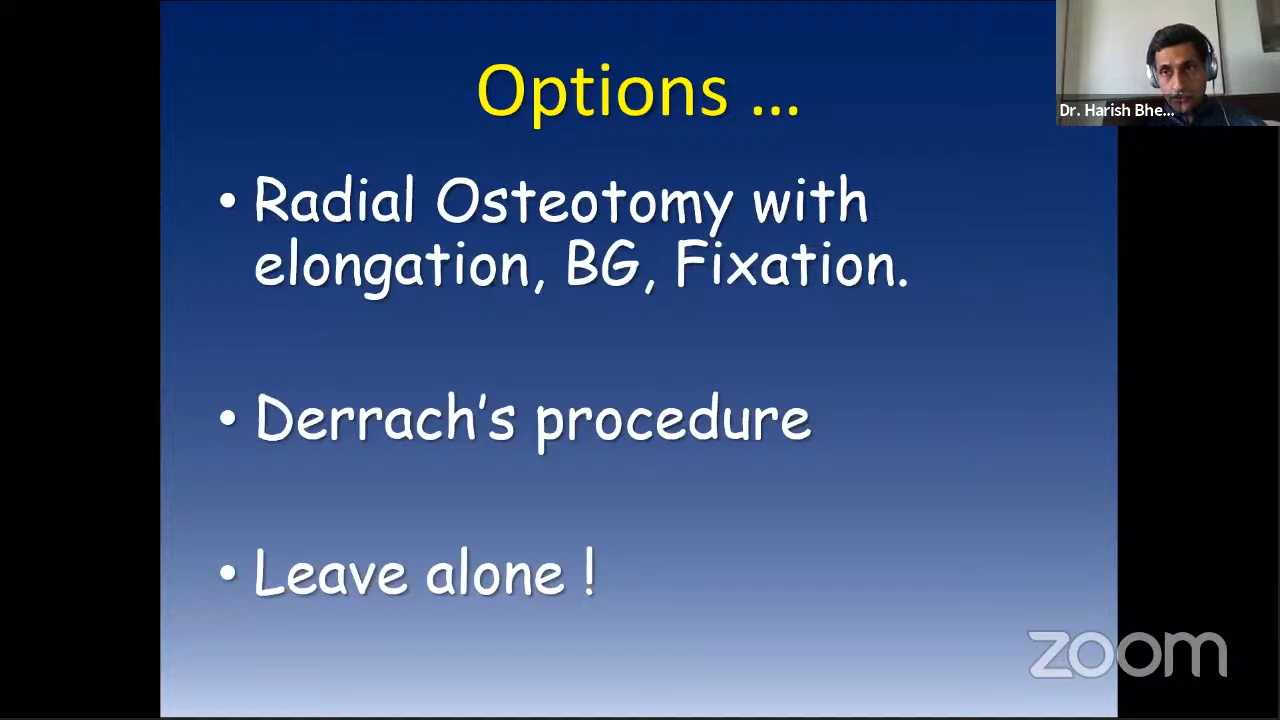 Options ...
Dr. Harish Bhe...
• Radial Osteotomy with
elongation, BG, Fixation.
• Derrach's procedure
• Leave alone !
zoom